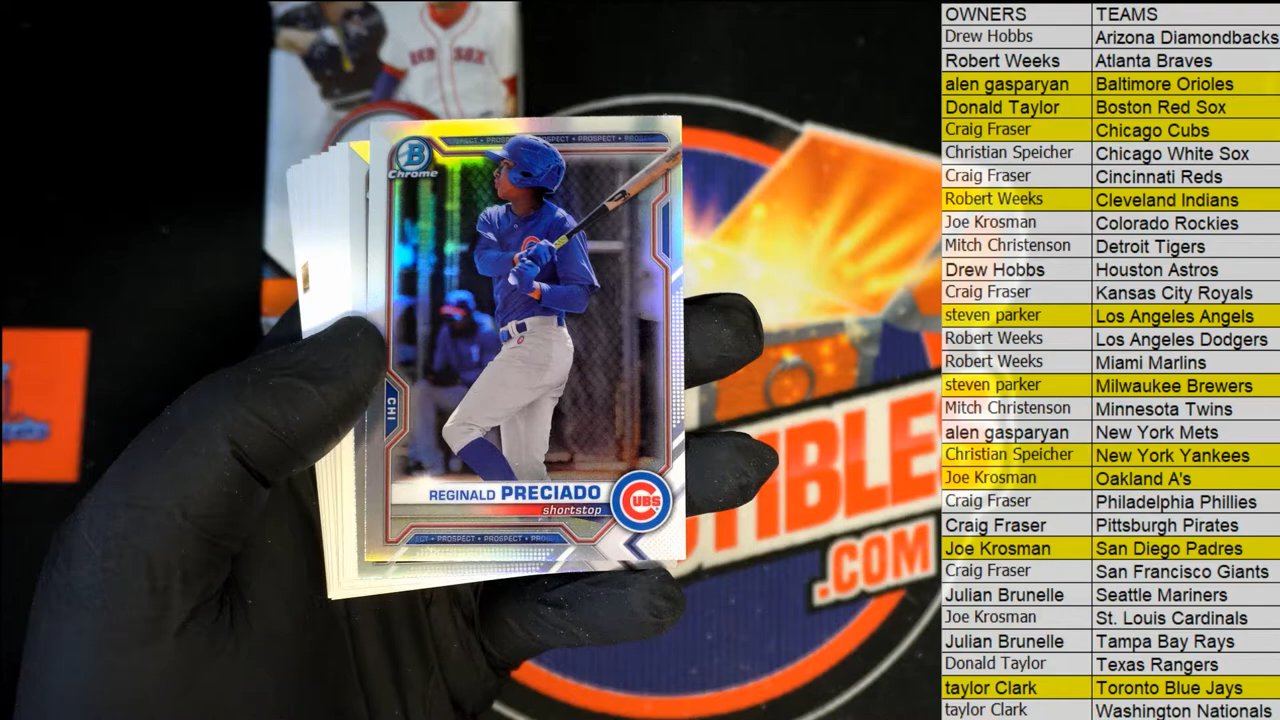 RED SOX
PROSPECT • PROSPECT
B
Chrome
CHI
REGINALD PRECIADO
shortstop
CUBS
PROSPECT • PROSPECT
TIBLE
.COM
OWNERS TEAMS
Drew Hobbs Arizona Diamondbacks
Robert Weeks Atlanta Braves
alen gasparyan Baltimore Orioles
Donald Taylor Boston Red Sox
Craig Fraser Chicago Cubs
Christian Speicher Chicago White Sox
Craig Fraser Cincinnati Reds
Robert Weeks Cleveland Indians
Joe Krosman Colorado Rockies
Mitch Christenson Detroit Tigers
Drew Hobbs Houston Astros
Craig Fraser Kansas City Royals
steven parker Los Angeles Angels
Robert Weeks Los Angeles Dodgers
Robert Weeks Miami Marlins
steven parker Milwaukee Brewers
Mitch Christenson Minnesota Twins
alen gasparyan New York Mets
Christian Speicher New York Yankees
Joe Krosman Oakland A's
Craig Fraser Philadelphia Phillies
Craig Fraser Pittsburgh Pirates
Joe Krosman San Diego Padres
Craig Fraser San Francisco Giants
Julian Brunelle Seattle Mariners
Joe Krosman St. Louis Cardinals
Julian Brunelle Tampa Bay Rays
Donald Taylor Texas Rangers
taylor Clark Toronto Blue Jays
taylor Clark Washington Nationals